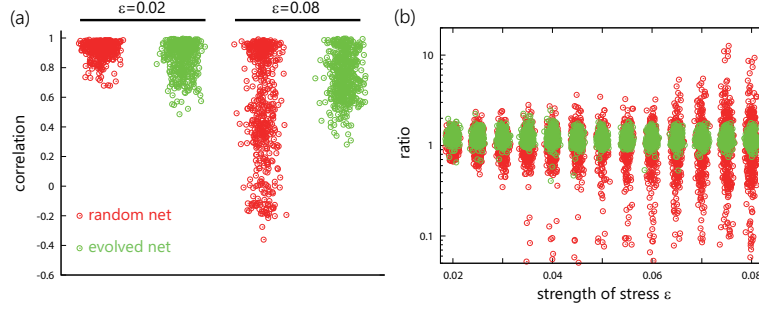 (a)
ε=0.02
ε=0.08
1
0.8
0.6
0.4
0.2
0
-0.2
-0.4
-0.6
correlation
random net
evolved net
(b)
10
1
0.1
ratio
0.02
0.04
0.06
0.08
strength of stress ε